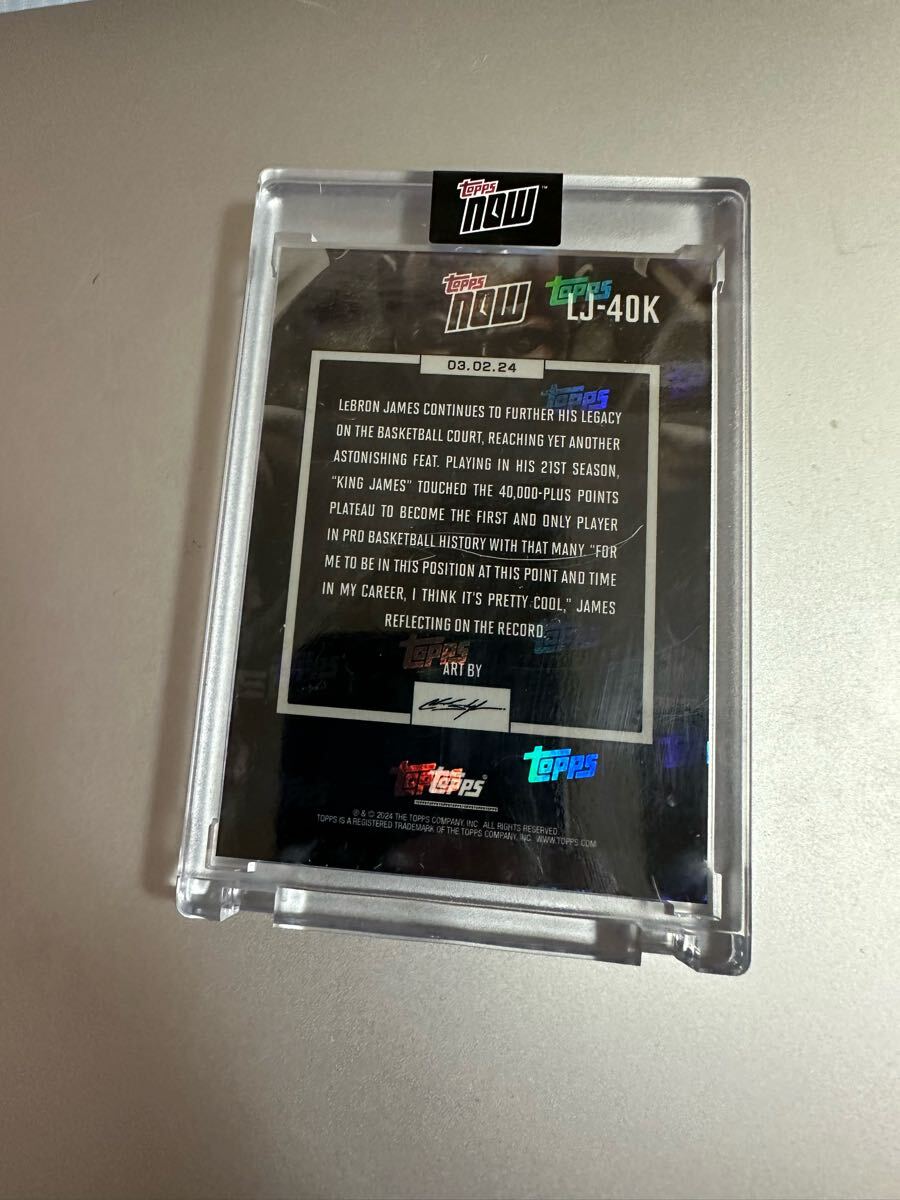 topps
now™
topps
now
topps
LJ-40K
03.02.24
topps
LEBRON JAMES CONTINUES TO FURTHER HIS LEGACY
ON THE BASKETBALL COURT, REACHING YET ANOTHER
ASTONISHING FEAT. PLAYING IN HIS 21ST SEASON,
"KING JAMES" TOUCHED THE 40,000-PLUS POINTS
PLATEAU TO BECOME THE FIRST AND ONLY PLAYER
IN PRO BASKETBALL HISTORY WITH THAT MANY "FOR
ME TO BE IN THIS POSITION AT THIS POINT AND TIME
IN MY CAREER, I THINK IT'S PRETTY COOL," JAMES
REFLECTING ON THE RECORD.
topps
topps
ART BY
topps
topps®
topps
℗ & © 2024 THE TOPPS COMPANY, INC. ALL RIGHTS RESERVED.
TOPPS IS A REGISTERED TRADEMARK OF THE TOPPS COMPANY, INC. WWW.TOPPS.COM